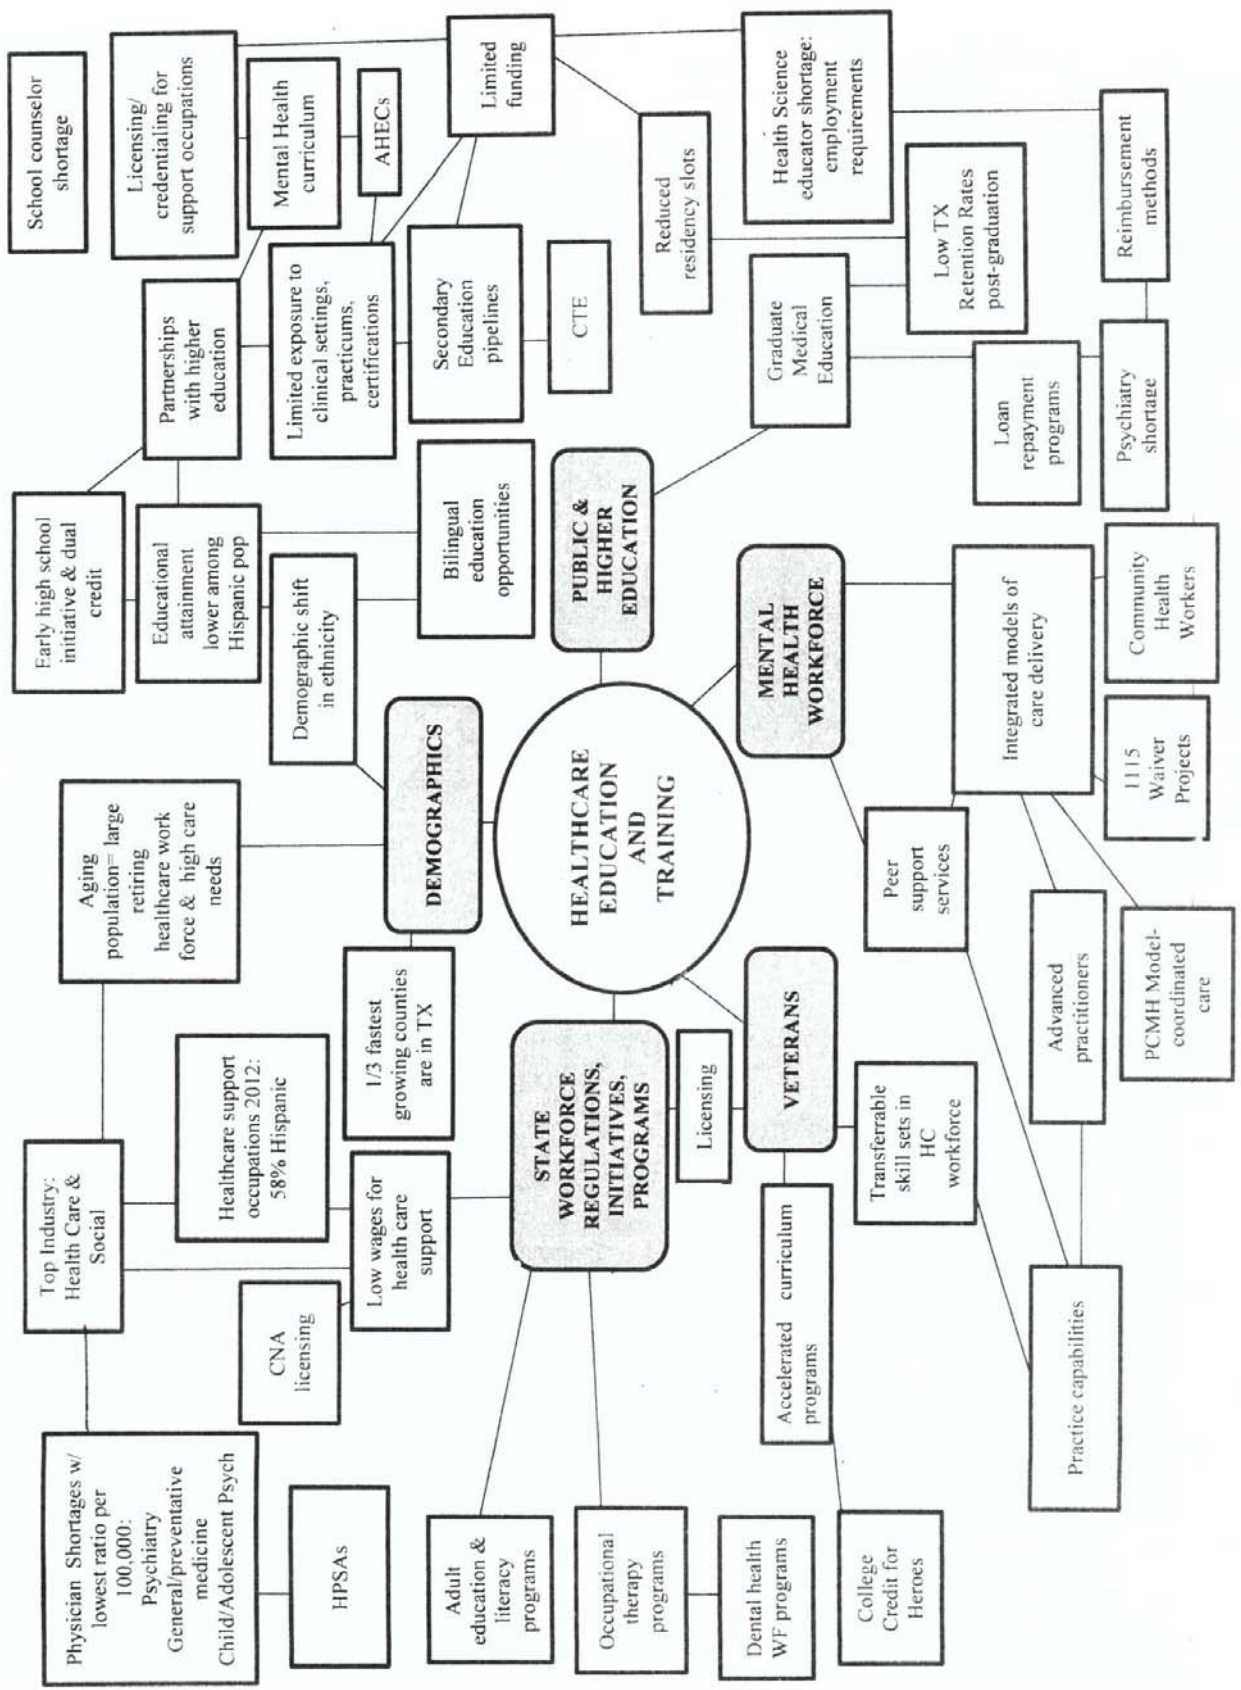 Physician Shortages w/
lowest ratio per
100,000:
Psychiatry
General/preventative
medicine
Child/Adolescent Psych
HPSAs
Top Industry:
Health Care &
Social
CNA
licensing
Healthcare support
occupations 2012:
58% Hispanic
Low wages for
health care
support
Aging
population= large
retiring
healthcare work
force & high care
needs
1/3 fastest
growing counties
are in TX
DEMOGRAPHICS
Demographic shift
in ethnicity
Early high school
initiative & dual
credit
Educational
attainment
lower among
Hispanic pop
Bilingual
education
opportunities
Partnerships
with higher
education
School counselor
shortage
Licensing/
credentialing for
support occupations
Mental Health
curriculum
AHECs
Limited exposure to
clinical settings,
practicums,
certifications
Secondary
Education
pipelines
CTE
Limited
funding
Reduced
residency slots
Health Science
educator shortage:
employment
requirements
Adult
education &
literacy
programs
Occupational
therapy
programs
Dental health
WF programs
College
Credit for
Heroes
STATE
WORKFORCE
REGULATIONS,
INITIATIVES,
PROGRAMS
Licensing
VETERANS
Accelerated curriculum
programs
Transferrable
skill sets in
HC
workforce
Practice capabilities
HEALTHCARE
EDUCATION
AND
TRAINING
PUBLIC &
HIGHER
EDUCATION
Graduate
Medical
Education
Low TX
Retention Rates
post-graduation
Loan
repayment
programs
Psychiatry
shortage
Reimbursement
methods
MENTAL
HEALTH
WORKFORCE
Peer
support
services
Integrated models of
care delivery
Advanced
practitioners
PCMH Model-
coordinated
care
1115
Waiver
Projects
Community
Health
Workers